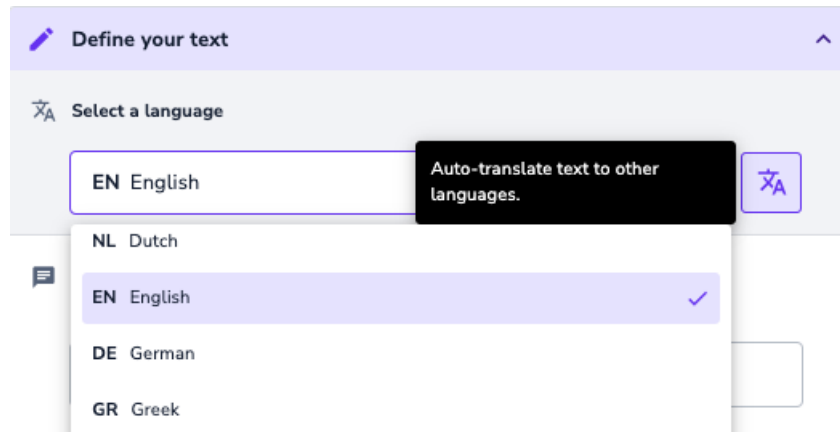 Define your text
Select a language
EN English
Auto-translate text to other
languages.
NL Dutch
EN English
DE German
GR Greek